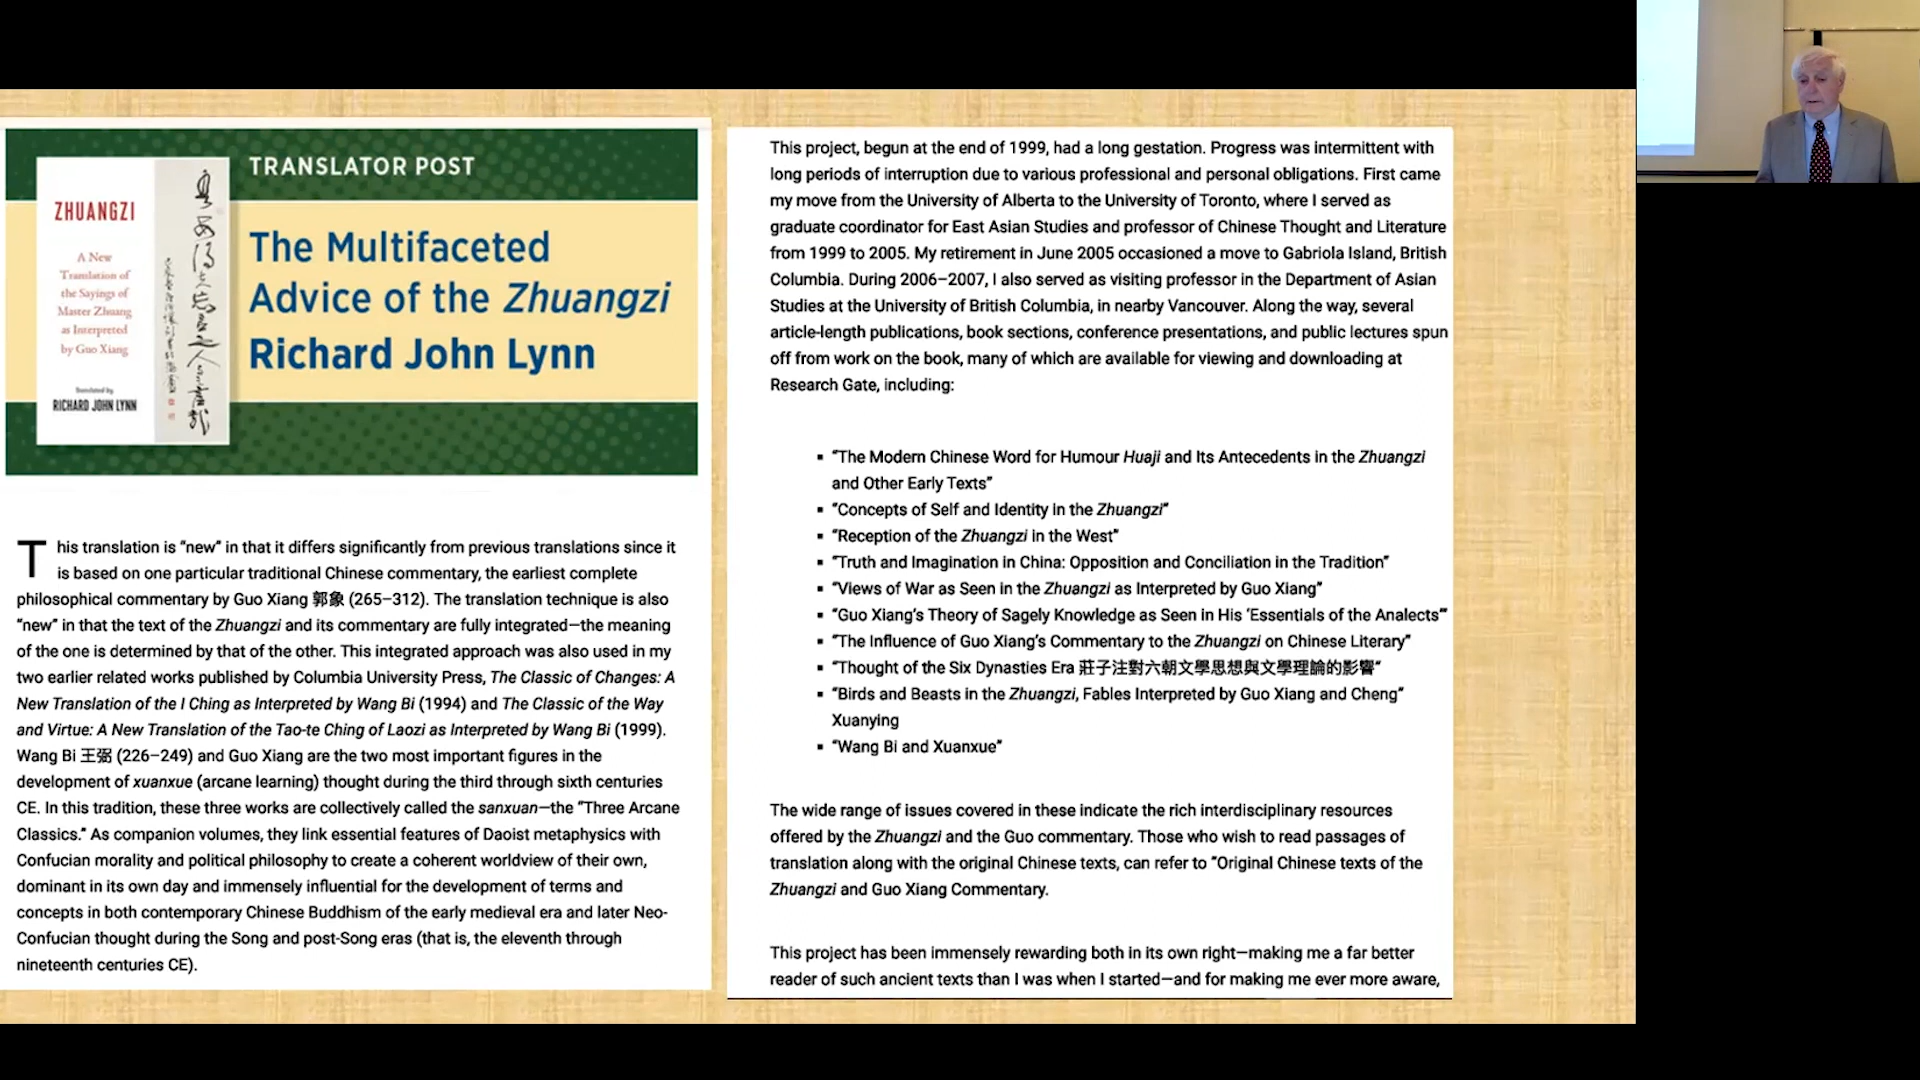 TRANSLATOR POST
ZHUANGZI
A New
Translation of
the Sayings of
Master Zhuang
as Interpreted
by Guo Xiang
Translated by
RICHARD JOHN LYNN
The Multifaceted
Advice of the Zhuangzi
Richard John Lynn
This translation is “new” in that it differs significantly from previous translations since it
is based on one particular traditional Chinese commentary, the earliest complete
philosophical commentary by Guo Xiang 郭象 (265–312). The translation technique is also
“new” in that the text of the Zhuangzi and its commentary are fully integrated—the meaning
of the one is determined by that of the other. This integrated approach was also used in my
two earlier related works published by Columbia University Press, The Classic of Changes: A
New Translation of the I Ching as Interpreted by Wang Bi (1994) and The Classic of the Way
and Virtue: A New Translation of the Tao-te Ching of Laozi as Interpreted by Wang Bi (1999).
Wang Bi 王弼 (226–249) and Guo Xiang are the two most important figures in the
development of xuanxue (arcane learning) thought during the third through sixth centuries
CE. In this tradition, these three works are collectively called the sanxuan—the “Three Arcane
Classics.” As companion volumes, they link essential features of Daoist metaphysics with
Confucian morality and political philosophy to create a coherent worldview of their own,
dominant in its own day and immensely influential for the development of terms and
concepts in both contemporary Chinese Buddhism of the early medieval era and later Neo-
Confucian thought during the Song and post-Song eras (that is, the eleventh through
nineteenth centuries CE).
This project, begun at the end of 1999, had a long gestation. Progress was intermittent with
long periods of interruption due to various professional and personal obligations. First came
my move from the University of Alberta to the University of Toronto, where I served as
graduate coordinator for East Asian Studies and professor of Chinese Thought and Literature
from 1999 to 2005. My retirement in June 2005 occasioned a move to Gabriola Island, British
Columbia. During 2006–2007, I also served as visiting professor in the Department of Asian
Studies at the University of British Columbia, in nearby Vancouver. Along the way, several
article-length publications, book sections, conference presentations, and public lectures spun
off from work on the book, many of which are available for viewing and downloading at
Research Gate, including:
▪ “The Modern Chinese Word for Humour Huaji and Its Antecedents in the Zhuangzi
and Other Early Texts”
▪ “Concepts of Self and Identity in the Zhuangzi”
▪ “Reception of the Zhuangzi in the West”
▪ “Truth and Imagination in China: Opposition and Conciliation in the Tradition”
▪ “Views of War as Seen in the Zhuangzi as Interpreted by Guo Xiang”
▪ “Guo Xiang’s Theory of Sagely Knowledge as Seen in His ‘Essentials of the Analects’”
▪ “The Influence of Guo Xiang’s Commentary to the Zhuangzi on Chinese Literary”
▪ “Thought of the Six Dynasties Era 莊子注對六朝文學思想與文學理論的影響”
▪ “Birds and Beasts in the Zhuangzi, Fables Interpreted by Guo Xiang and Cheng”
Xuanying
▪ “Wang Bi and Xuanxue”
The wide range of issues covered in these indicate the rich interdisciplinary resources
offered by the Zhuangzi and the Guo commentary. Those who wish to read passages of
translation along with the original Chinese texts, can refer to “Original Chinese texts of the
Zhuangzi and Guo Xiang Commentary.
This project has been immensely rewarding both in its own right—making me a far better
reader of such ancient texts than I was when I started—and for making me ever more aware,